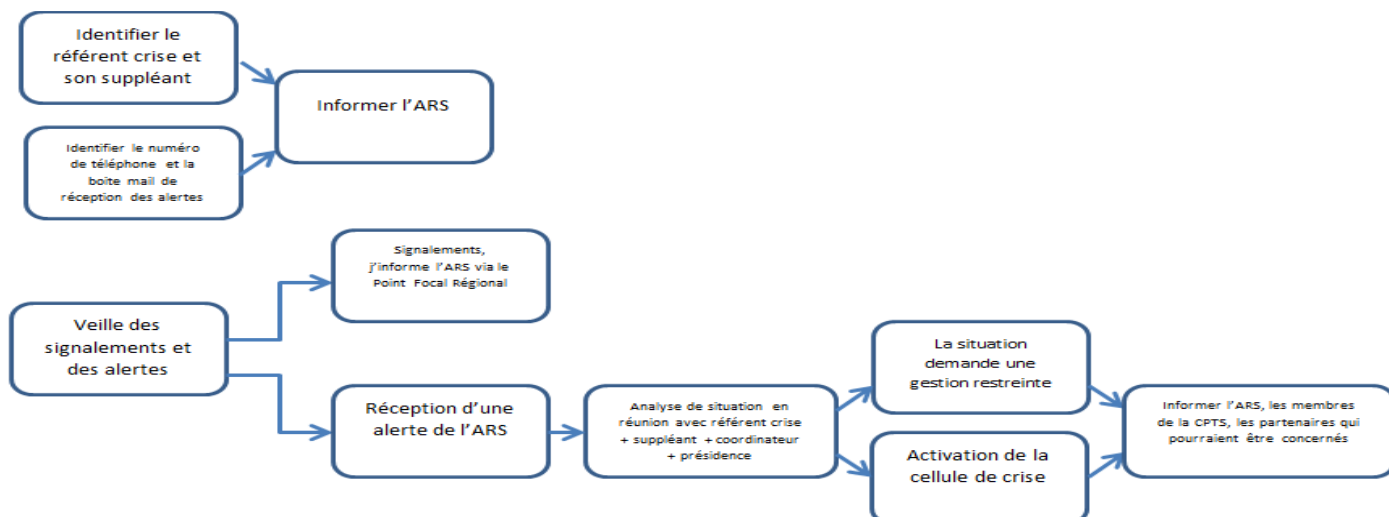 Identifier le
référent crise et
son suppléant
Informer l'ARS
Identifier le numéro
de téléphone et la
boite mail de
réception des alertes
Signalements,
j'informe l'ARS via le
Point Focal Régional
Veille des
signalements et
des alertes
Réception d'une
alerte de l'ARS
Analyse de situation en
réunion avec référent crise
+ suppléant + coordinateur
+ présidence
La situation
demande une
gestion restreinte
Activation de la
cellule de crise
Informer l'ARS, les membres
de la CPTS, les partenaires qui
pourraient être concernés